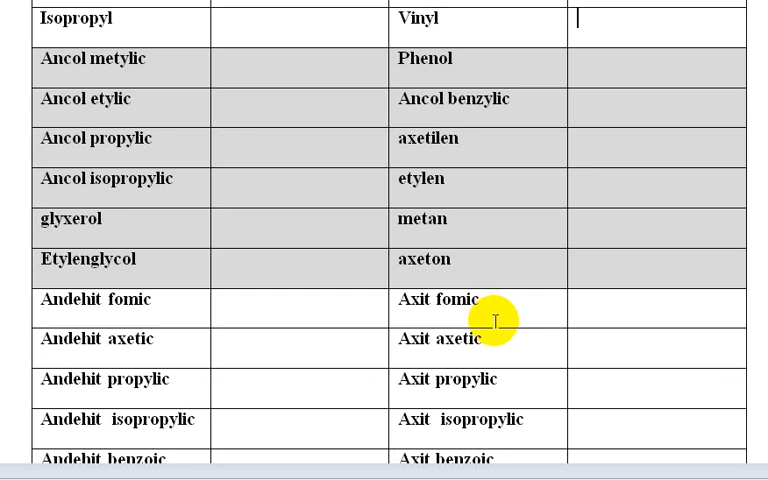 Isopropyl Vinyl
Ancol metylic Phenol
Ancol etylic Ancol benzylic
Ancol propylic axetilen
Ancol isopropylic etylen
glyxerol metan
Etylenglycol axeton
Andehit fomic Axit fomic
Andehit axetic Axit axetic
Andehit propylic Axit propylic
Andehit isopropylic Axit isopropylic
Andehit benzoic Axit benzoic